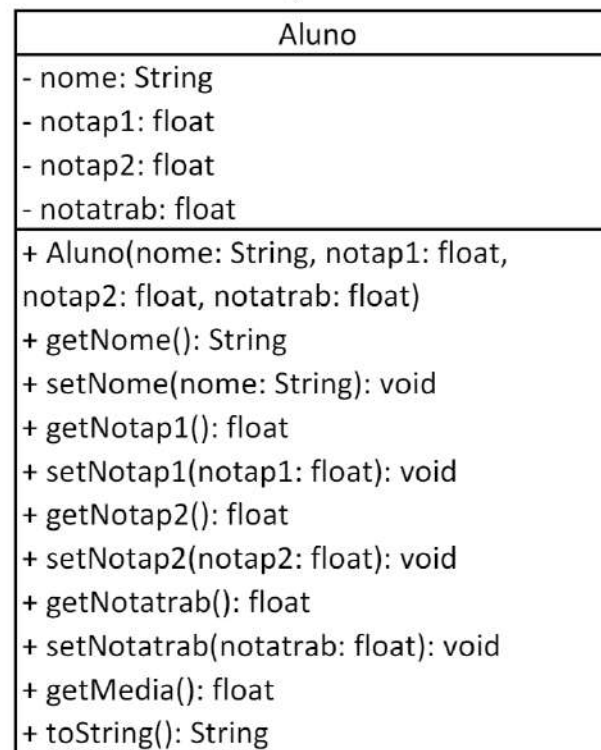 Aluno
- nome: String
- notap1: float
- notap2: float
- notatrab: float
+ Aluno(nome: String, notap1: float,
notap2: float, notatrab: float)
+ getNome(): String
+ setNome(nome: String): void
+ getNotap1(): float
+ setNotap1(notap1: float): void
+ getNotap2(): float
+ setNotap2(notap2: float): void
+ getNotatrab(): float
+ setNotatrab(notatrab: float): void
+ getMedia(): float
+ toString(): String